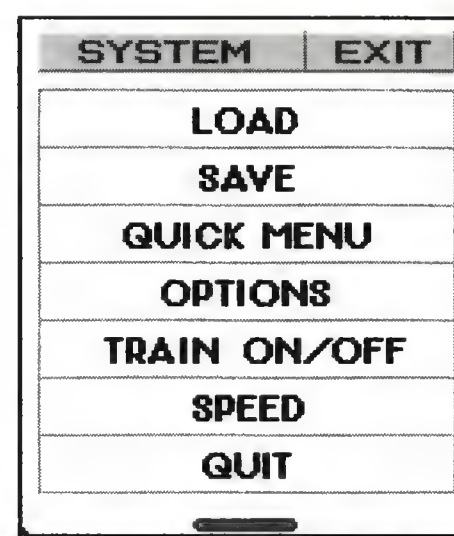 SYSTEM EXIT
LOAD
SAVE
QUICK MENU
OPTIONS
TRAIN ON/OFF
SPEED
QUIT